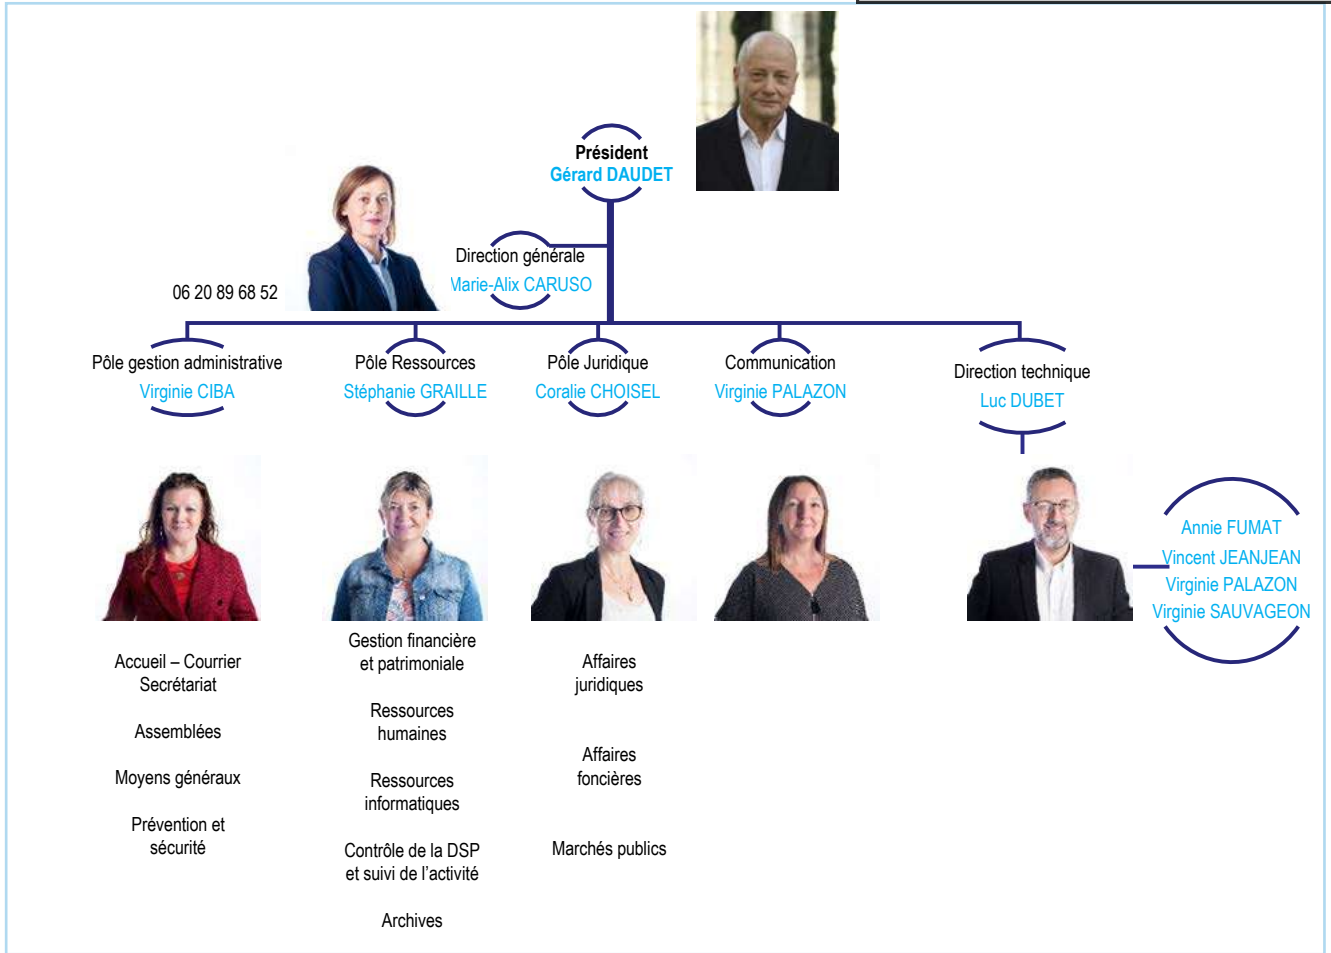 Président
Gérard DAUDET
Direction générale
Marie-Alix CARUSO
06 20 89 68 52
Pôle gestion administrative
Virginie CIBA
Pôle Ressources
Stéphanie GRAILLE
Pôle Juridique
Coralie CHOISEL
Communication
Virginie PALAZON
Direction technique
Luc DUBET
Annie FUMAT
Vincent JEANJEAN
Virginie PALAZON
Virginie SAUVAGEON
Accueil – Courrier
Secrétariat
Assemblées
Moyens généraux
Prévention et
sécurité
Gestion financière
et patrimoniale
Ressources
humaines
Ressources
informatiques
Contrôle de la DSP
et suivi de l’activité
Archives
Affaires
juridiques
Affaires
foncières
Marchés publics